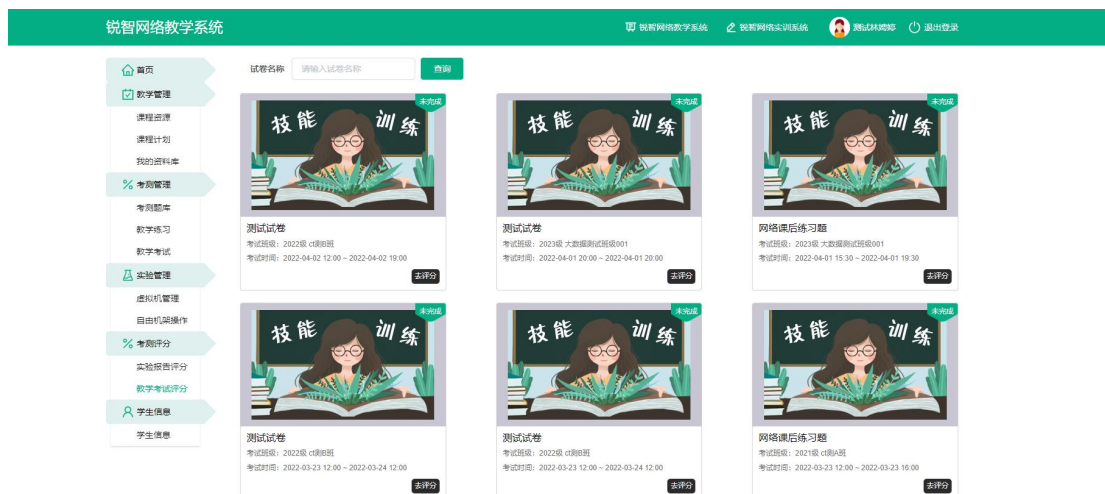 锐智网络教学系统
锐智网络教学系统 锐智网络实训系统 测试林婷婷 退出登录
首页
教学管理
课程资源
课程计划
我的资料库
考测管理
考测题库
教学练习
教学考试
实验管理
虚拟机管理
自由机架操作
考测评分
实验报告评分
教学考试评分
学生信息
学生信息
试卷名称 请输入试卷名称 查询
未完成
技能 训练
测试试卷
考试班级：2022级 ct测B班
考试时间：2022-04-02 12:00 ~ 2022-04-02 19:00
去评分
未完成
技能 训练
测试试卷
考试班级：2023级 大数据测试班级001
考试时间：2022-04-01 20:00 ~ 2022-04-01 20:00
去评分
未完成
技能 训练
网络课后练习题
考试班级：2023级 大数据测试班级001
考试时间：2022-04-01 15:30 ~ 2022-04-01 19:30
去评分
未完成
技能 训练
测试试卷
考试班级：2022级 ct测B班
考试时间：2022-03-23 12:00 ~ 2022-03-24 12:00
去评分
未完成
技能 训练
测试试卷
考试班级：2022级 ct测B班
考试时间：2022-03-23 12:00 ~ 2022-03-24 12:00
去评分
未完成
技能 训练
网络课后练习题
考试班级：2021级 ct测A班
考试时间：2022-03-23 12:00 ~ 2022-03-23 16:00
去评分